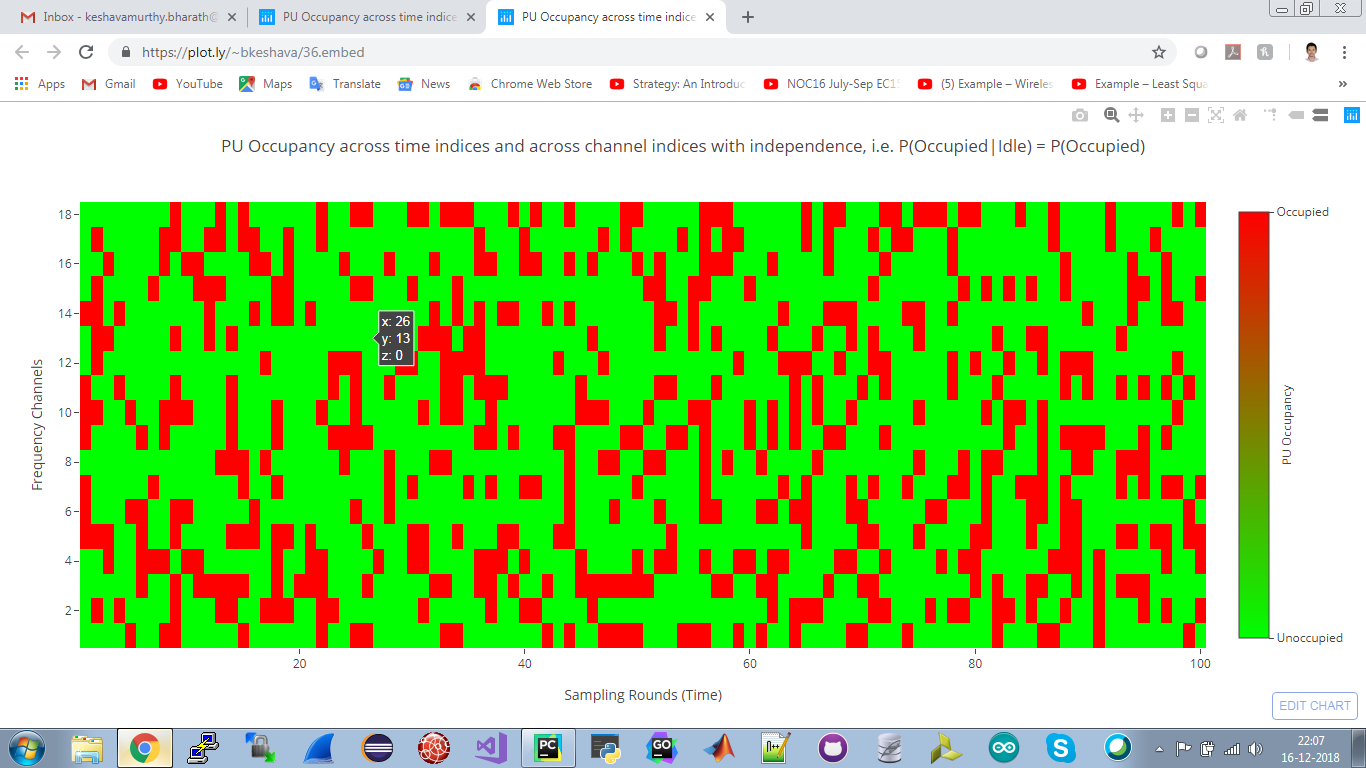 Inbox - keshavamurthy.bharath@
PU Occupancy across time indice
PU Occupancy across time indice
https://plot.ly/~bkeshava/36.embed
Apps
Gmail
YouTube
Maps
Translate
News
Chrome Web Store
Strategy: An Introduc
NOC16 July-Sep EC1
(5) Example – Wireles
Example – Least Squa
»
PU Occupancy across time indices and across channel indices with independence, i.e. P(Occupied|Idle) = P(Occupied)
18
16
14
12
10
8
6
4
2
Frequency Channels
x: 26
y: 13
z: 0
20
40
60
80
100
Sampling Rounds (Time)
Occupied
PU Occupancy
Unoccupied
EDIT CHART
PC
GO
22:07
16-12-2018